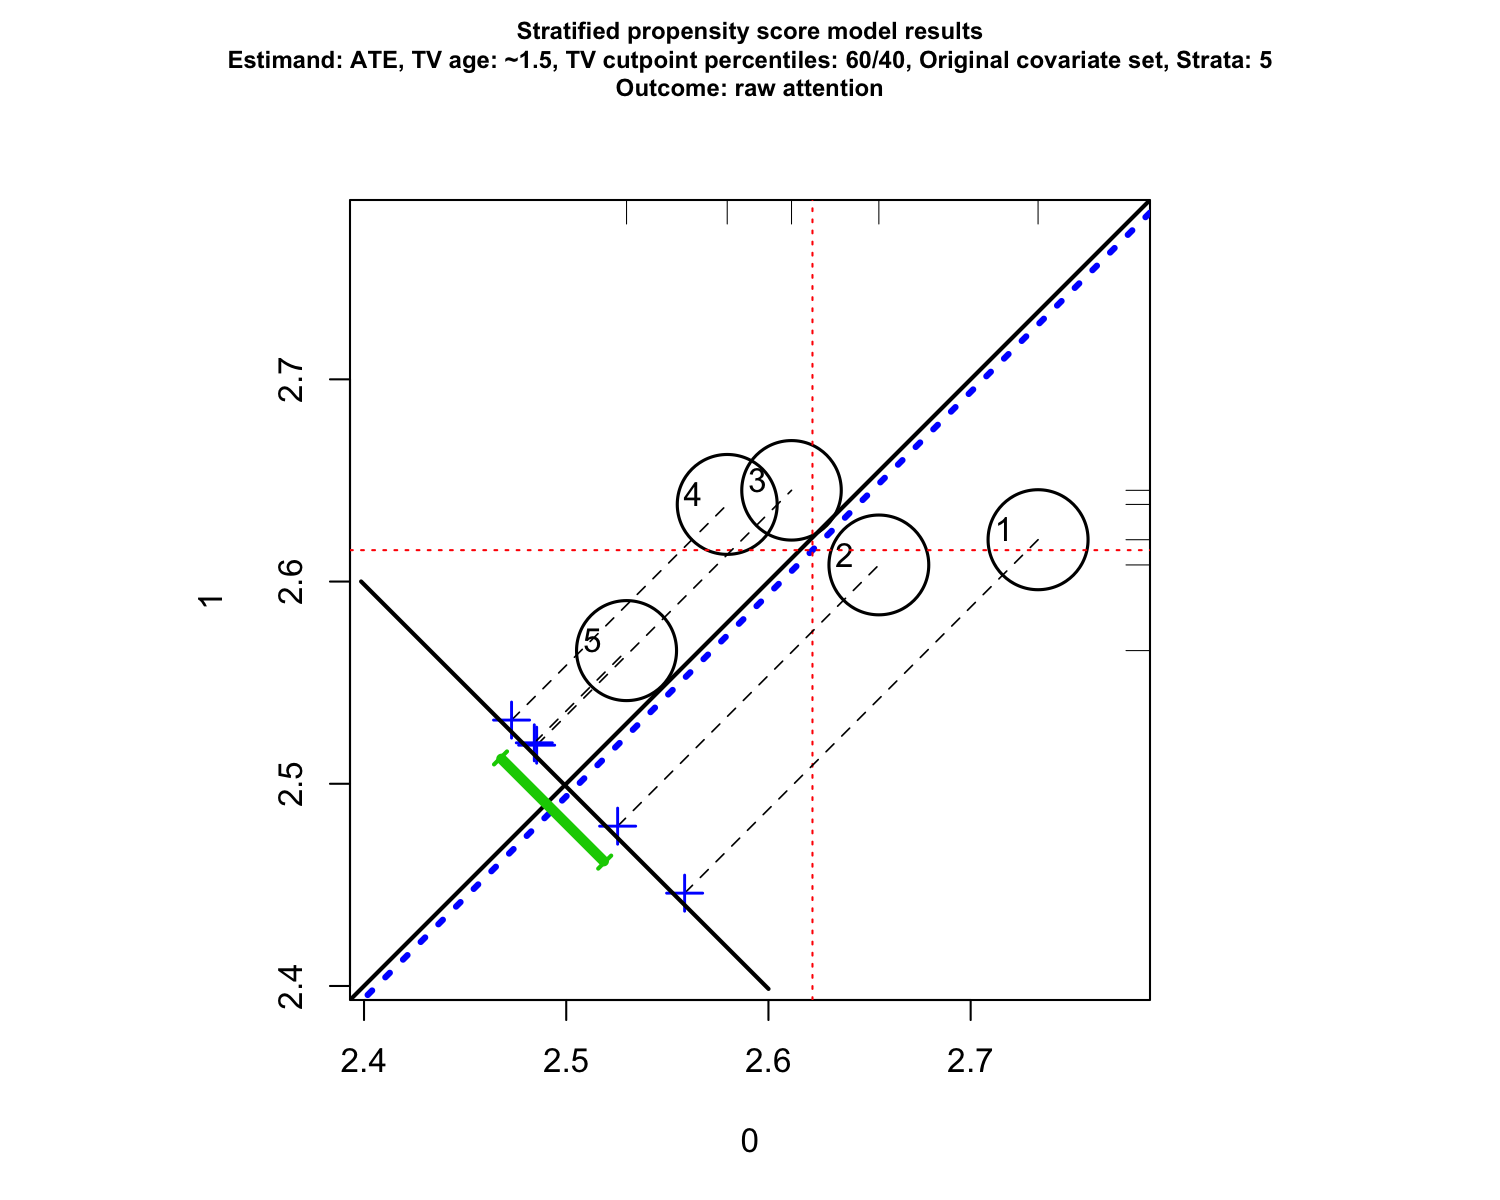 Stratified propensity score model results
Estimand: ATE, TV age: ~1.5, TV cutpoint percentiles: 60/40, Original covariate set, Strata: 5
Outcome: raw attention
2.7
3
4
1
2
2.6
1
5
2.5
2.4
2.4 2.5 2.6 2.7
0